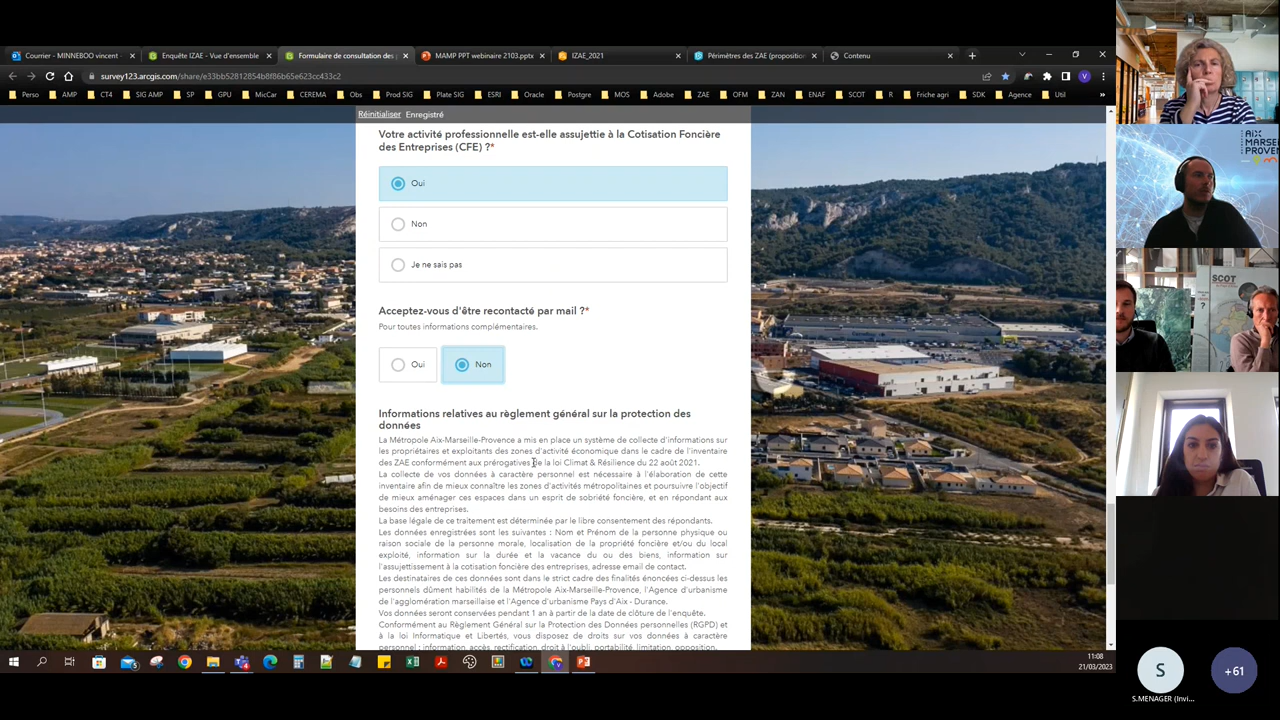 Courrier - MINNEBOO vincent -
Enquête IZAE - Vue d'ensemble
Formulaire de consultation des
MAMP PPT webinaire 2103.pptx
IZAE_2021
Périmètres des ZAE (proposition
Contenu
survey123.arcgis.com/share/e33bb52812854b8f86b65e623cc433c2
Perso
AMP
CT4
SIG AMP
SP
GPU
MicCar
CEREMA
Obs
Prod SIG
Plate SIG
ESRI
Oracle
Postgre
MOS
Adobe
ZAE
OFM
ZAN
ENAF
SCOT
R
Friche agri
SDK
Agence
Util
Réinitialiser Enregistré
Votre activité professionnelle est-elle assujettie à la Cotisation Foncière
des Entreprises (CFE) ?*
Oui
Non
Je ne sais pas
Acceptez-vous d'être recontacté par mail ?*
Pour toutes informations complémentaires.
Oui
Non
Informations relatives au règlement général sur la protection des
données
La Métropole Aix-Marseille-Provence a mis en place un système de collecte d'informations sur
les propriétaires et exploitants des zones d'activité économique dans le cadre de l'inventaire
des ZAE conformément aux prérogatives de la loi Climat & Résilience du 22 août 2021.
La collecte de vos données à caractère personnel est nécessaire à l'élaboration de cette
inventaire afin de mieux connaître les zones d'activités métropolitaines et poursuivre l'objectif
de mieux aménager ces espaces dans un esprit de sobriété foncière, et en répondant aux
besoins des entreprises.
La base légale de ce traitement est déterminée par le libre consentement des répondants.
Les données enregistrées sont les suivantes : Nom et Prénom de la personne physique ou
raison sociale de la personne morale, localisation de la propriété foncière et/ou du local
exploité, information sur la durée et la vacance du ou des biens, information sur
l'assujettissement à la cotisation foncière des entreprises, adresse email de contact.
Les destinataires de ces données sont dans le strict cadre des finalités énoncées ci-dessus les
personnels dûment habilités de la Métropole Aix-Marseille-Provence, l'Agence d'urbanisme
de l'agglomération marseillaise et l'Agence d'urbanisme Pays d'Aix - Durance.
Vos données seront conservées pendant 1 an à partir de la date de clôture de l'enquête.
Conformément au Règlement Général sur la Protection des Données personnelles (RGPD) et
à la loi Informatique et Libertés, vous disposez de droits sur vos données à caractère
personnel : information, accès, rectification, droit à l'oubli, portabilité, limitation, opposition.
11:08
21/03/2023
AIX
MARSE
PROVEN
SCOT
S
S.MENAGER (Invi...
+61